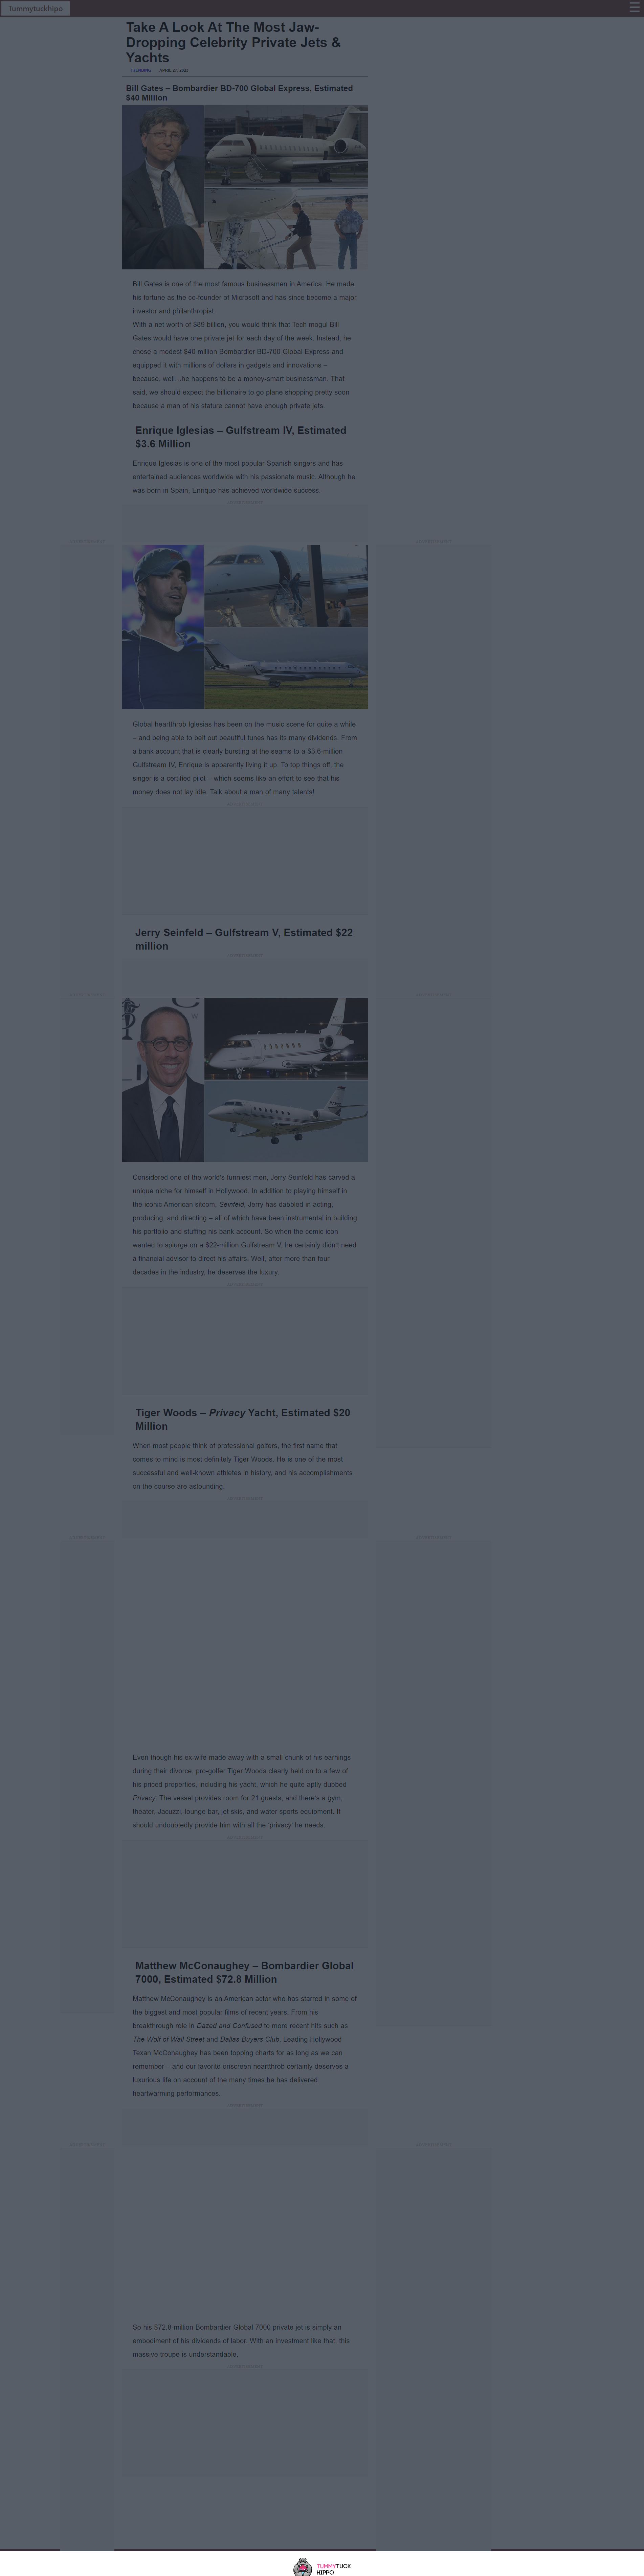 Tummytuckhipo
Take A Look At The Most Jaw-
Dropping Celebrity Private Jets &
Yachts
TRENDING APRIL 27, 2023
Bill Gates – Bombardier BD-700 Global Express, Estimated
$40 Million
Bill Gates is one of the most famous businessmen in America. He made
his fortune as the co-founder of Microsoft and has since become a major
investor and philanthropist.
With a net worth of $89 billion, you would think that Tech mogul Bill
Gates would have one private jet for each day of the week. Instead, he
chose a modest $40 million Bombardier BD-700 Global Express and
equipped it with millions of dollars in gadgets and innovations –
because, well…he happens to be a money-smart businessman. That
said, we should expect the billionaire to go plane shopping pretty soon
because a man of his stature cannot have enough private jets.
Enrique Iglesias – Gulfstream IV, Estimated
$3.6 Million
Enrique Iglesias is one of the most popular Spanish singers and has
entertained audiences worldwide with his passionate music. Although he
was born in Spain, Enrique has achieved worldwide success.
Global heartthrob Iglesias has been on the music scene for quite a while
– and being able to belt out beautiful tunes has its many dividends. From
a bank account that is clearly bursting at the seams to a $3.6-million
Gulfstream IV, Enrique is apparently living it up. To top things off, the
singer is a certified pilot – which seems like an effort to see that his
money does not lay idle. Talk about a man of many talents!
Jerry Seinfeld – Gulfstream V, Estimated $22
million
Considered one of the world's funniest men, Jerry Seinfeld has carved a
unique niche for himself in Hollywood. In addition to playing himself in
the iconic American sitcom, Seinfeld, Jerry has dabbled in acting,
producing, and directing – all of which have been instrumental in building
his portfolio and stuffing his bank account. So when the comic icon
wanted to splurge on a $22-million Gulfstream V, he certainly didn't need
a financial advisor to direct his affairs. Well, after more than four
decades in the industry, he deserves the luxury.
Tiger Woods – Privacy Yacht, Estimated $20
Million
When most people think of professional golfers, the first name that
comes to mind is most definitely Tiger Woods. He is one of the most
successful and well-known athletes in history, and his accomplishments
on the course are astounding.
Even though his ex-wife made away with a small chunk of his earnings
during their divorce, pro-golfer Tiger Woods clearly held on to a few of
his priced properties, including his yacht, which he quite aptly dubbed
Privacy. The vessel provides room for 21 guests, and there's a gym,
theater, Jacuzzi, lounge bar, jet skis, and water sports equipment. It
should undoubtedly provide him with all the 'privacy' he needs.
Matthew McConaughey – Bombardier Global
7000, Estimated $72.8 Million
Matthew McConaughey is an American actor who has starred in some of
the biggest and most popular films of recent years. From his
breakthrough role in Dazed and Confused to more recent hits such as
The Wolf of Wall Street and Dallas Buyers Club. Leading Hollywood
Texan McConaughey has been topping charts for as long as we can
remember – and our favorite onscreen heartthrob certainly deserves a
luxurious life on account of the many times he has delivered
heartwarming performances.
So his $72.8-million Bombardier Global 7000 private jet is simply an
embodiment of his dividends of labor. With an investment like that, this
massive troupe is understandable.
TUMMYTUCK
HIPPO